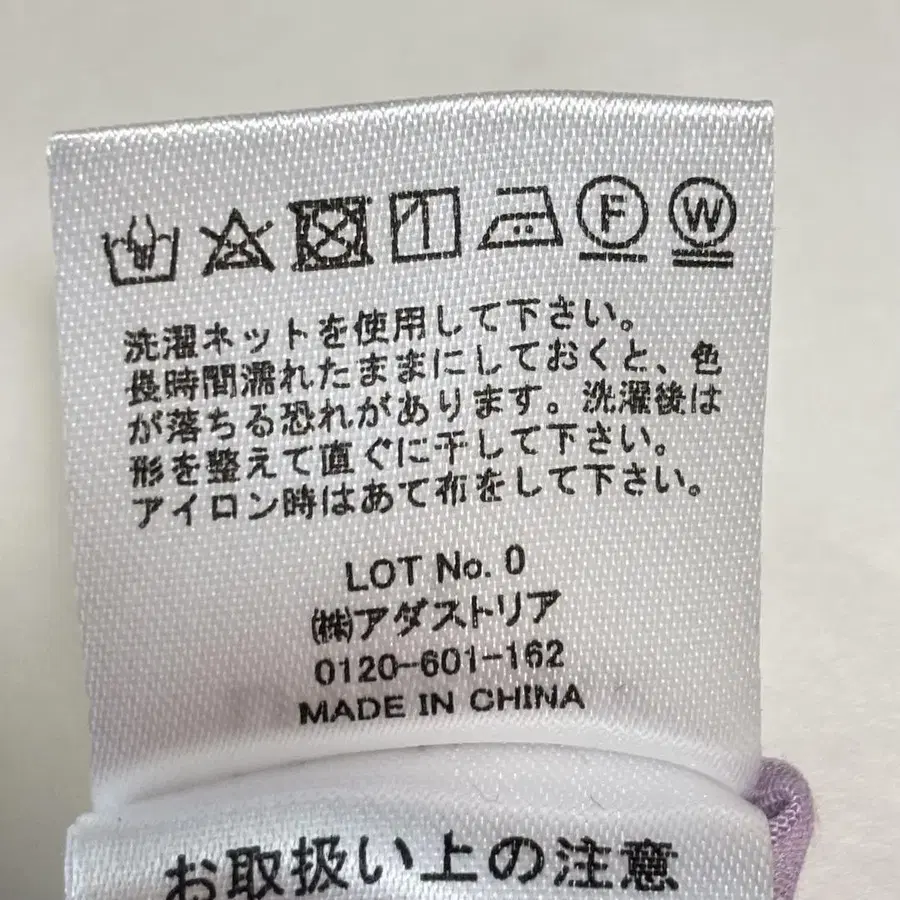 F W
洗濯ネットを使用して下さい。
長時間濡れたままにしておくと、色
が落ちる恐れがあります。洗濯後は
形を整えて直ぐに干して下さい。
アイロン時はあて布をして下さい。
LOT No. 0
㈱アダストリア
0120-601-162
MADE IN CHINA
お取扱い上の注意